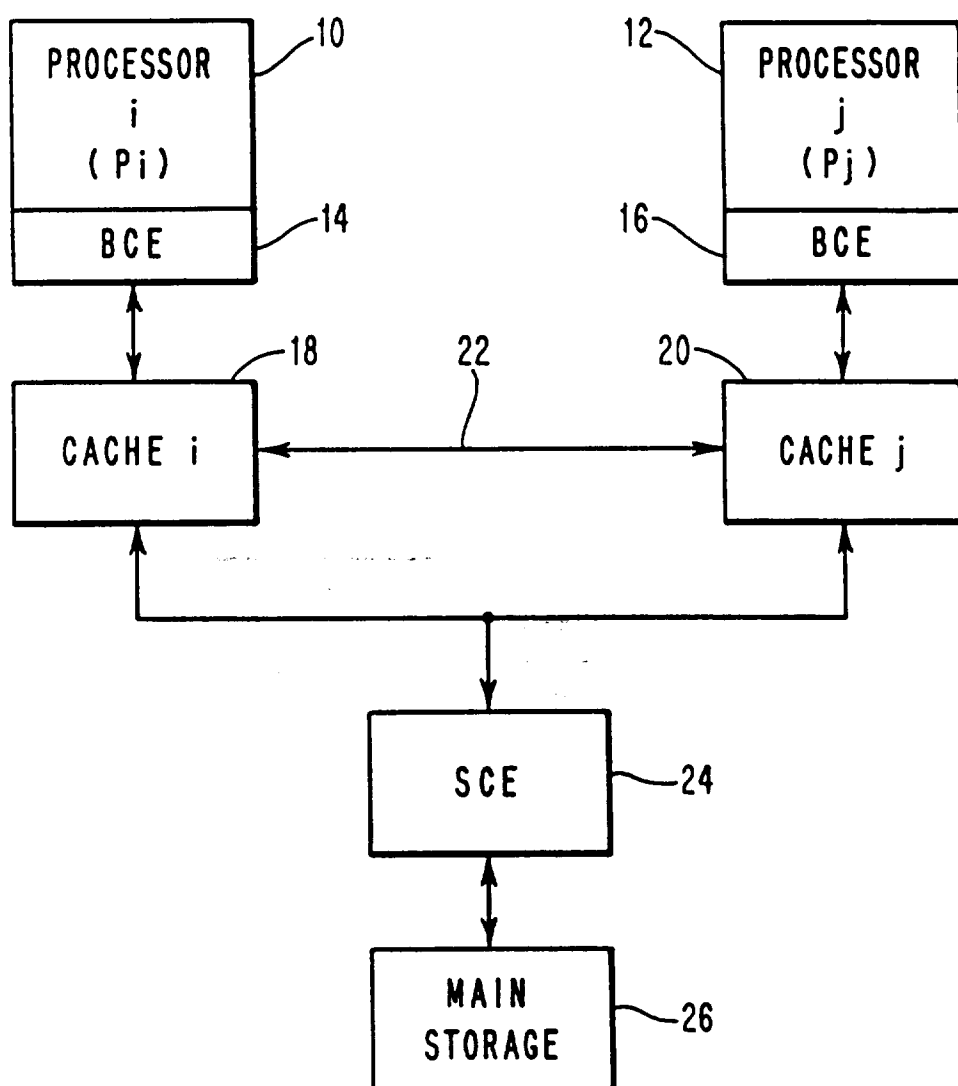 10
12
PROCESSOR
i
(Pi)
PROCESSOR
j
(Pj)
BCE
14
16
BCE
18
22
20
CACHE i
CACHE j
SCE
24
MAIN
STORAGE
26